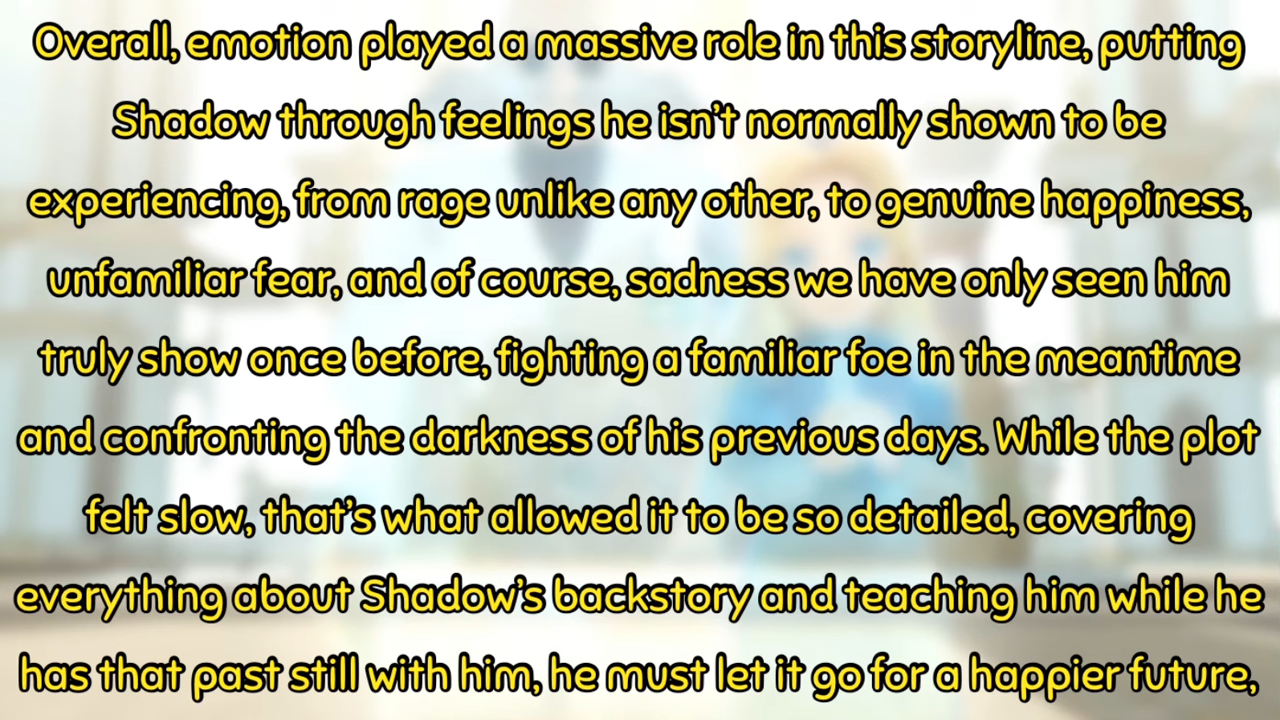 Overall, emotion played a massive role in this storyline, putting
Shadow through feelings he isn't normally shown to be
experiencing, from rage unlike any other, to genuine happiness,
unfamiliar fear, and of course, sadness we have only seen him
truly show once before, fighting a familiar foe in the meantime
and confronting the darkness of his previous days. While the plot
felt slow, that's what allowed it to be so detailed, covering
everything about Shadow's backstory and teaching him while he
has that past still with him, he must let it go for a happier future,